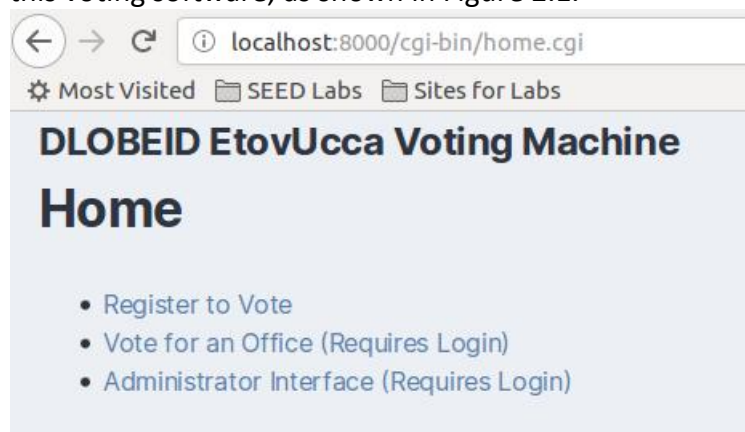 this voting software, as shown in Figure 2.2.
localhost:8000/cgi-bin/home.cgi
Most Visited SEED Labs Sites for Labs
DLOBEID EtovUcca Voting Machine
Home
• Register to Vote
• Vote for an Office (Requires Login)
• Administrator Interface (Requires Login)